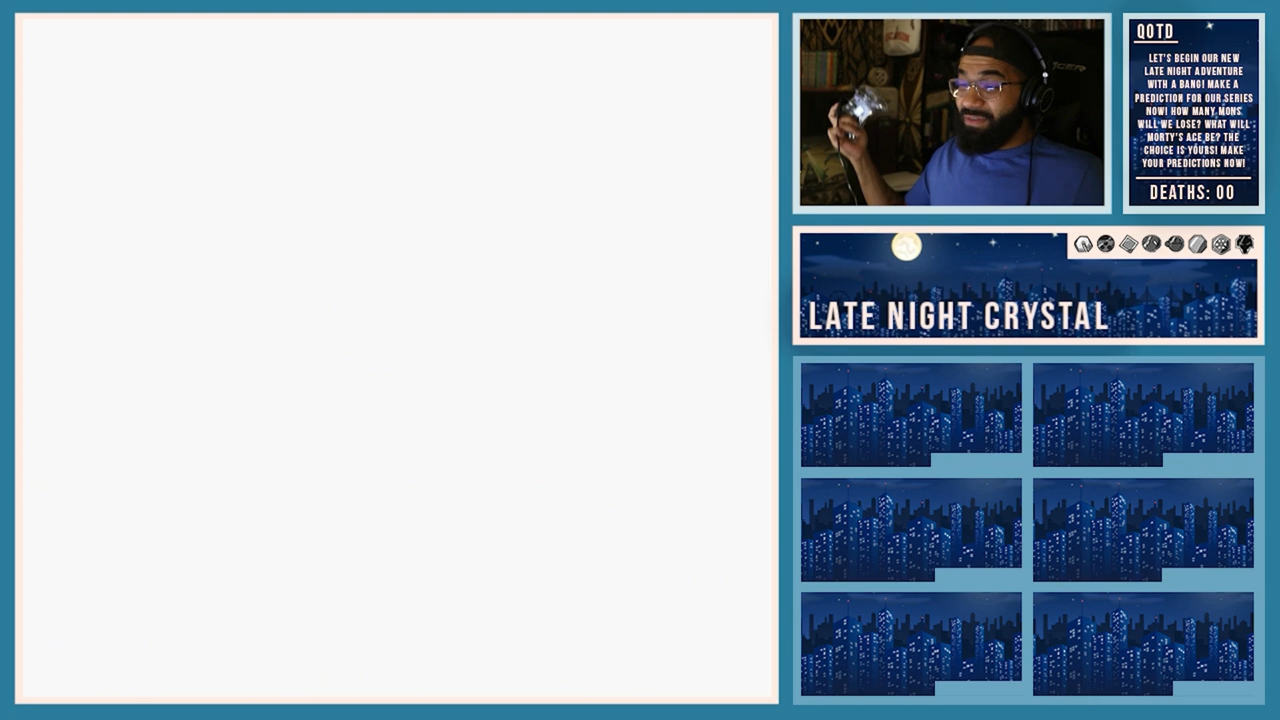 QOTD
LET'S BEGIN OUR NEW
LATE NIGHT ADVENTURE
WITH A BANG! MAKE A
PREDICTION FOR OUR SERIES
NOW! HOW MANY MONS
WILL WE LOSE? WHAT WILL
MORTY'S ACE BE? THE
CHOICE IS YOURS! MAKE
YOUR PREDICTIONS NOW!
DEATHS: 00
LATE NIGHT CRYSTAL